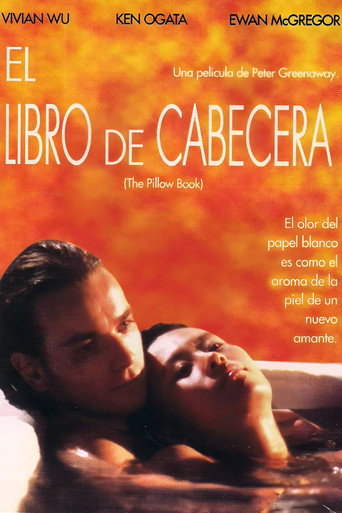 VIVIAN WU KEN OGATA EWAN McGREGOR
EL
Una película de Peter Greenaway.
LIBRO DE CABECERA
(The Pillow Book)
El olor del
papel blanco
es como el
aroma de la
piel de un
nuevo
amante.